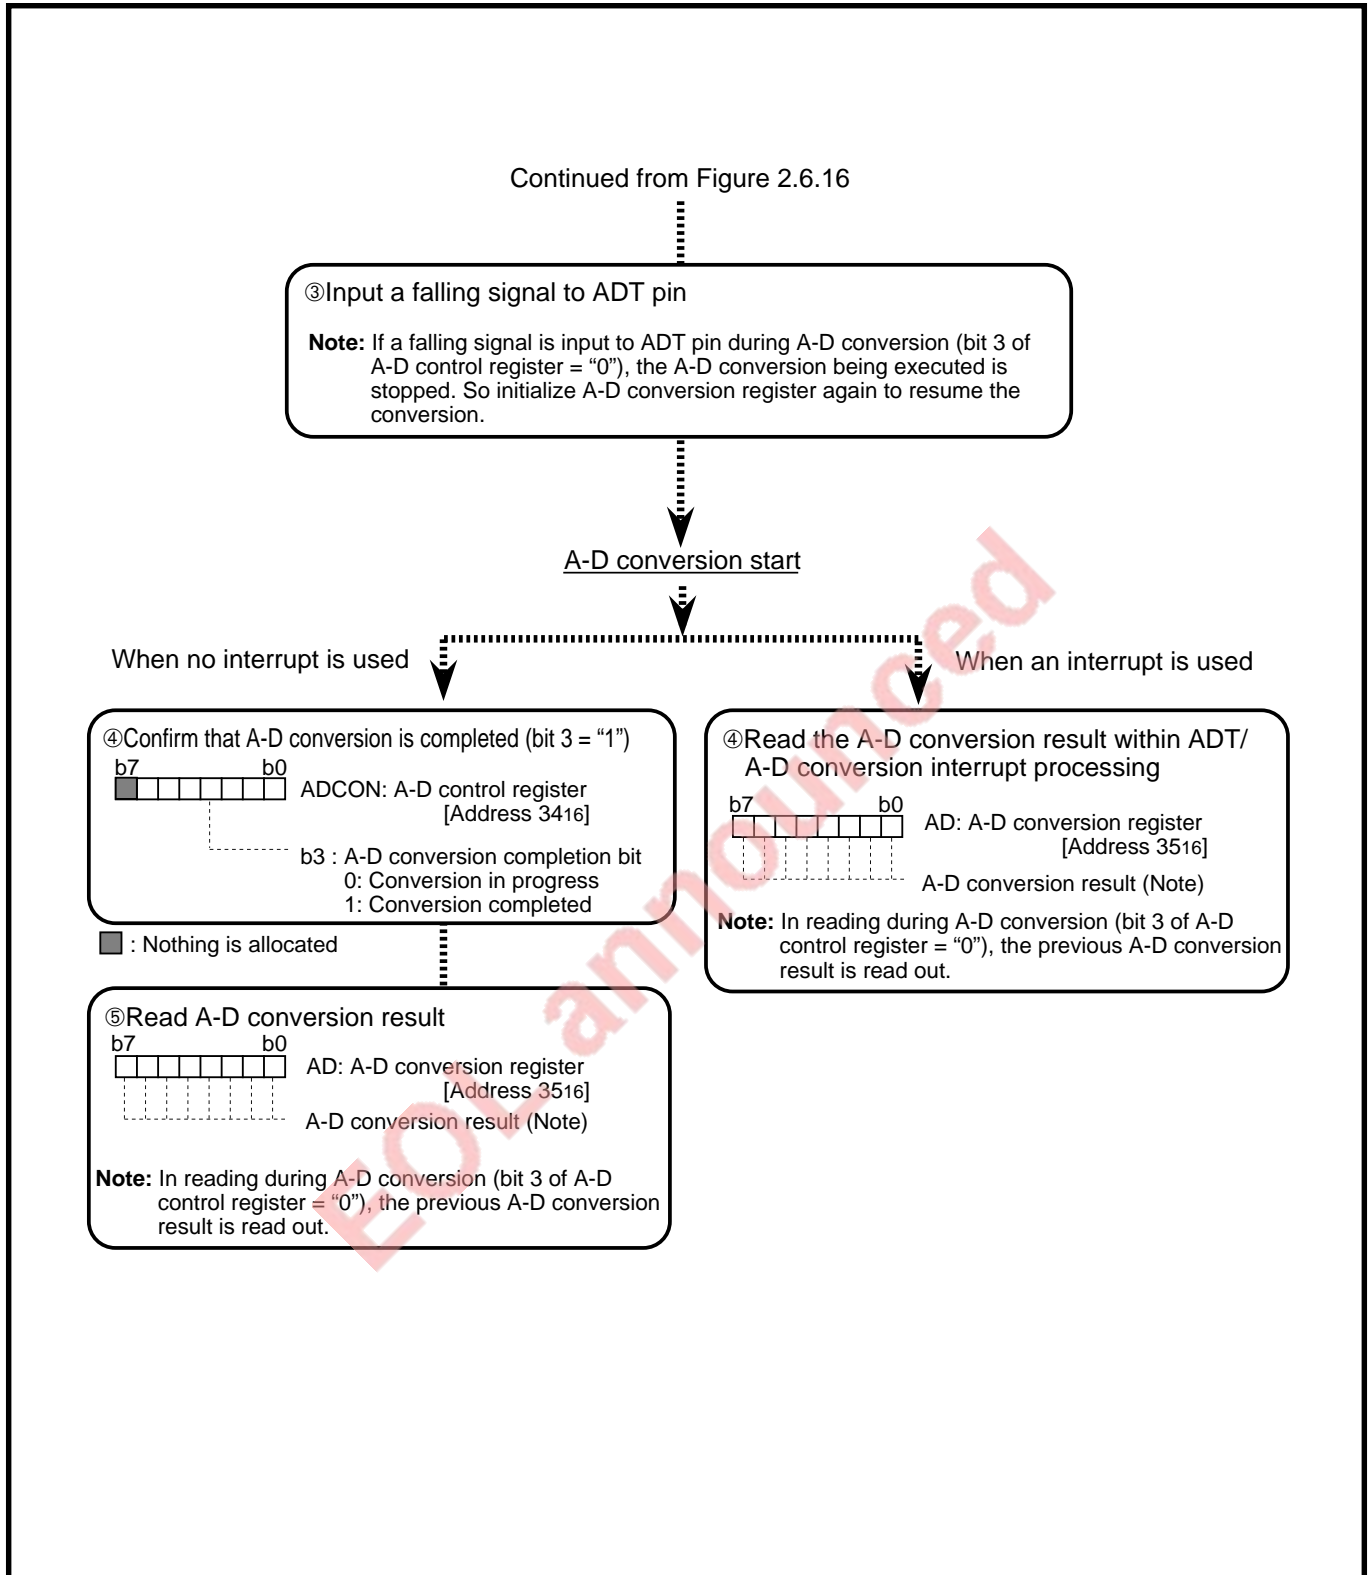 Continued from Figure 2.6.16
③Input a falling signal to ADT pin
Note: If a falling signal is input to ADT pin during A-D conversion (bit 3 of
A-D control register = “0”), the A-D conversion being executed is
stopped. So initialize A-D conversion register again to resume the
conversion.
A-D conversion start
When no interrupt is used
④Confirm that A-D conversion is completed (bit 3 = “1”)
b7 b0
ADCON: A-D control register
[Address 3416]
b3 : A-D conversion completion bit
0: Conversion in progress
1: Conversion completed
: Nothing is allocated
⑤Read A-D conversion result
b7 b0
AD: A-D conversion register
[Address 3516]
A-D conversion result (Note)
Note: In reading during A-D conversion (bit 3 of A-D
control register = “0”), the previous A-D conversion
result is read out.
When an interrupt is used
④Read the A-D conversion result within ADT/
A-D conversion interrupt processing
b7 b0
AD: A-D conversion register
[Address 3516]
A-D conversion result (Note)
Note: In reading during A-D conversion (bit 3 of A-D
control register = “0”), the previous A-D conversion
result is read out.
EOL announced